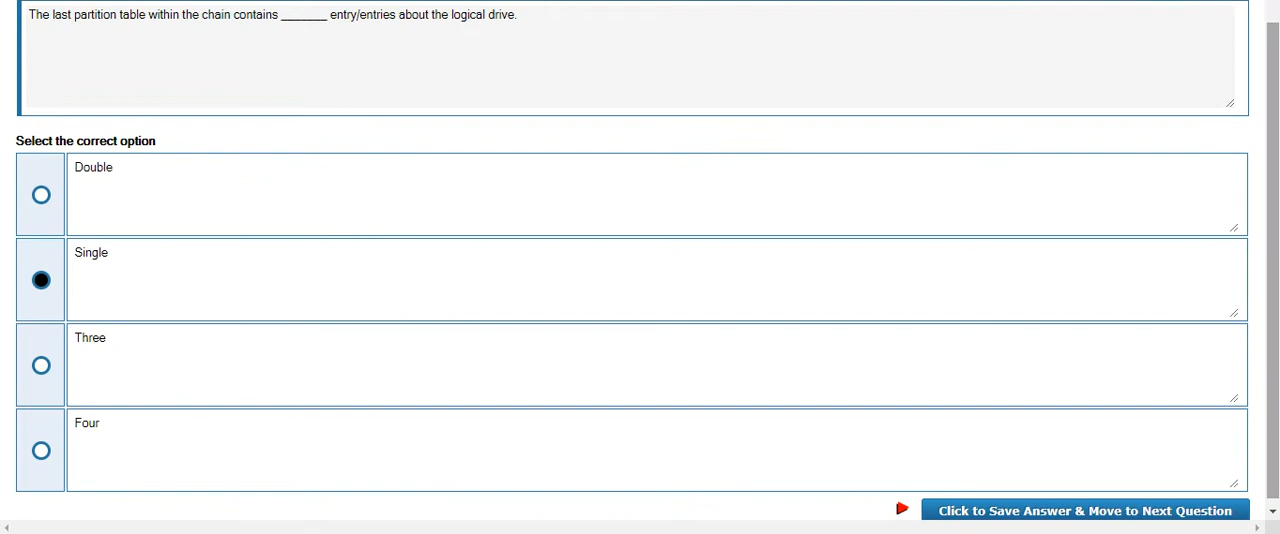 The last partition table within the chain contains _______ entry/entries about the logical drive.
Select the correct option
Double
Single
Three
Four
Click to Save Answer & Move to Next Question